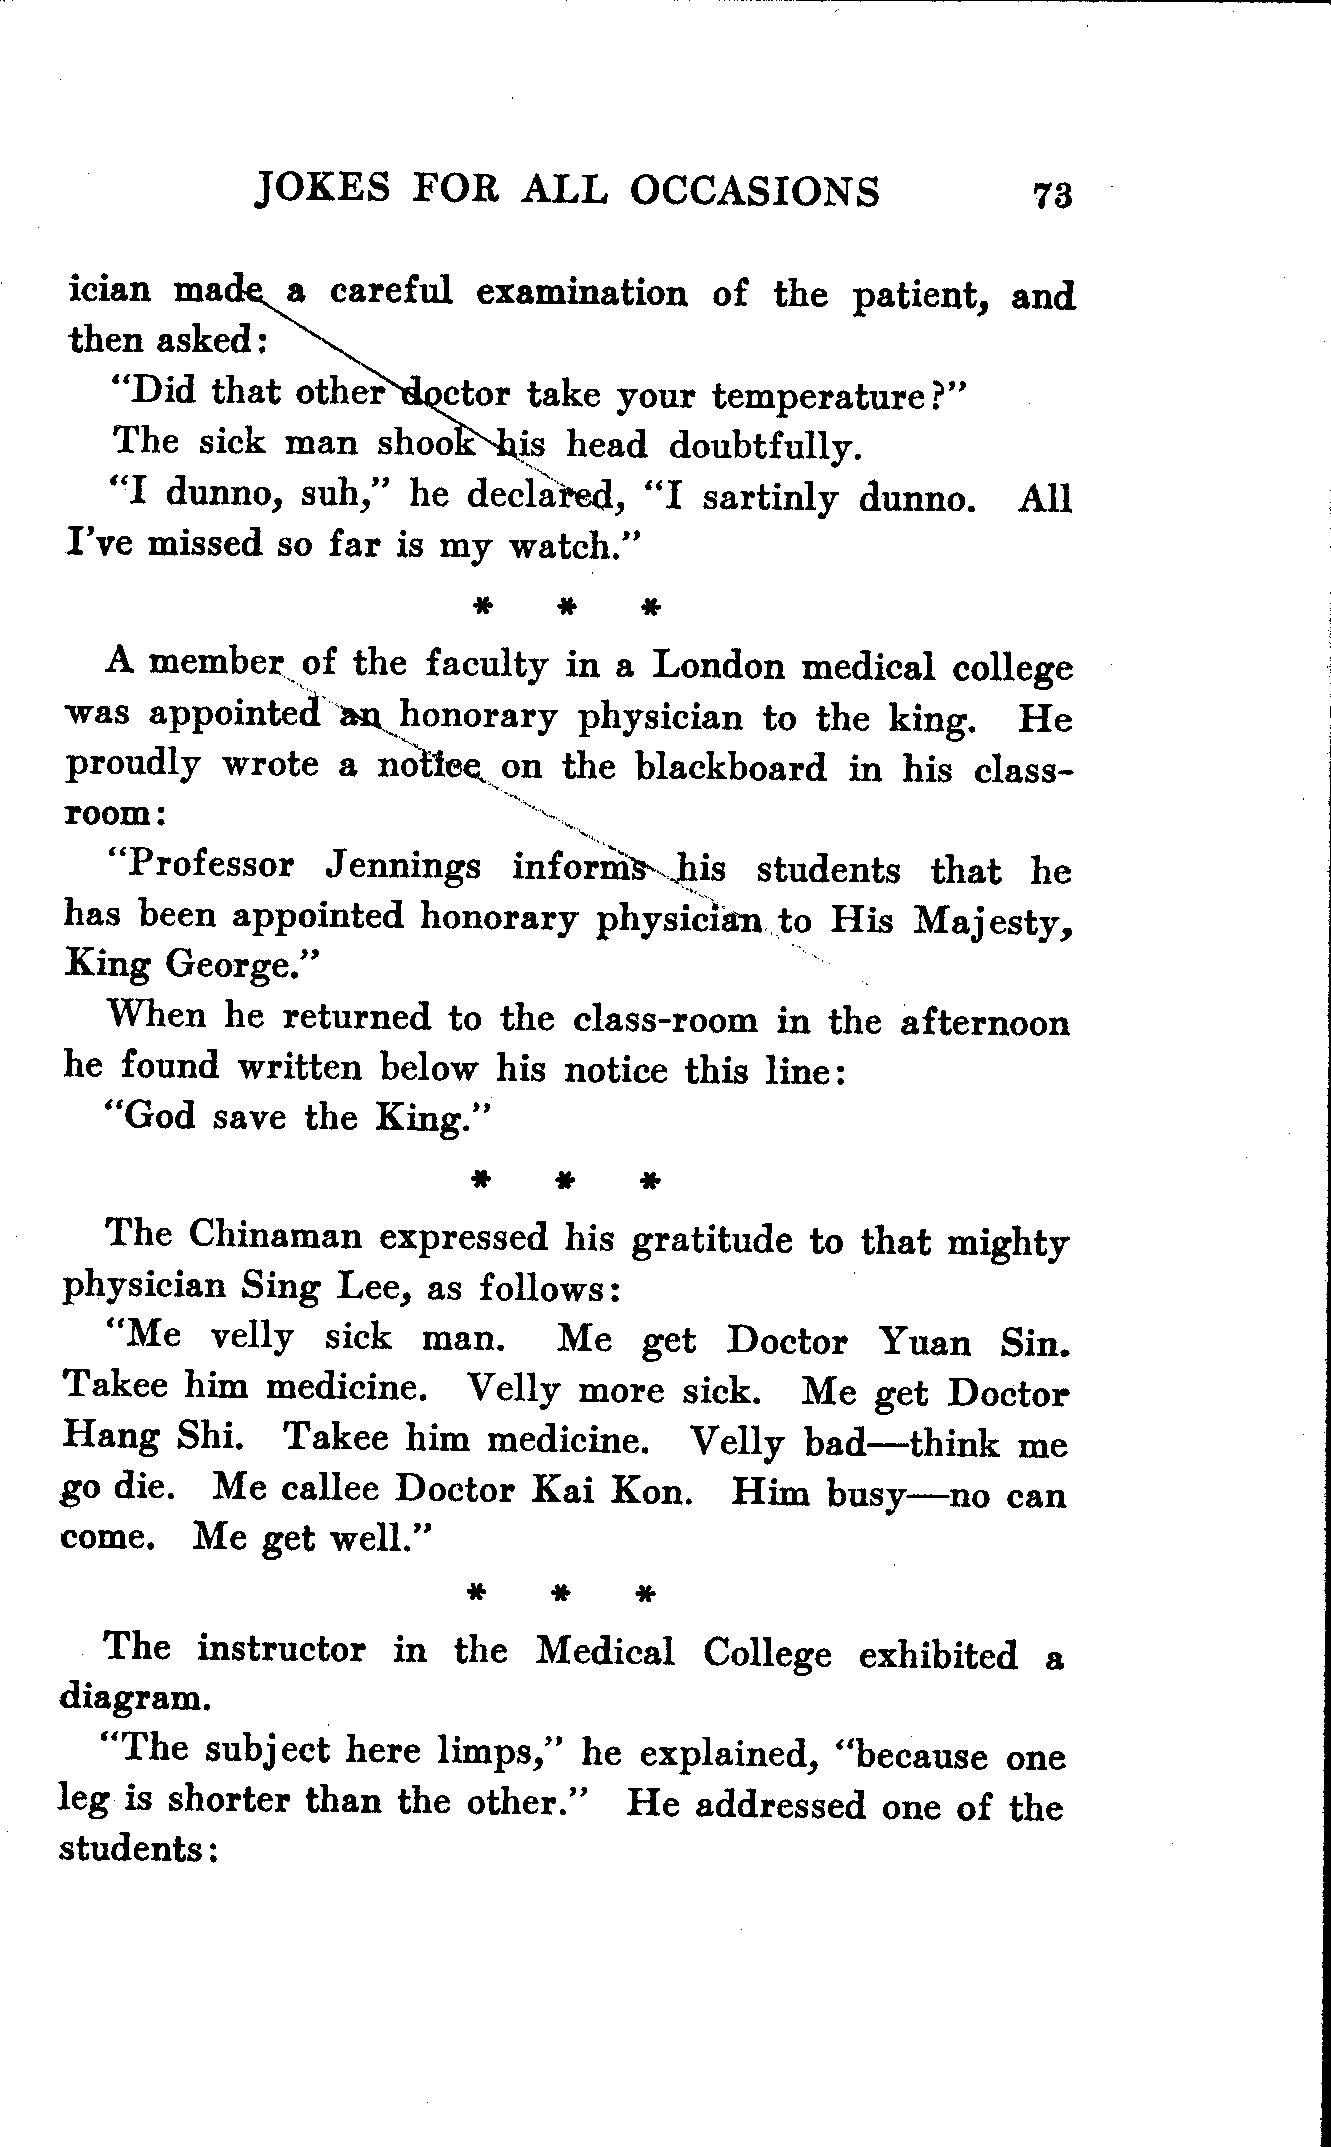 JOKES FOR ALL OCCASIONS 73
ician made a careful examination of the patient, and
then asked:
"Did that other doctor take your temperature?"
The sick man shook his head doubtfully.
"I dunno, suh," he declared, "I sartinly dunno. All
I've missed so far is my watch."
* * *
A member of the faculty in a London medical college
was appointed an honorary physician to the king. He
proudly wrote a notice on the blackboard in his class-
room:
"Professor Jennings informs his students that he
has been appointed honorary physician to His Majesty,
King George."
When he returned to the class-room in the afternoon
he found written below his notice this line:
"God save the King."
* * *
The Chinaman expressed his gratitude to that mighty
physician Sing Lee, as follows:
"Me velly sick man. Me get Doctor Yuan Sin.
Takee him medicine. Velly more sick. Me get Doctor
Hang Shi. Takee him medicine. Velly bad—think me
go die. Me callee Doctor Kai Kon. Him busy—no can
come. Me get well."
* * *
The instructor in the Medical College exhibited a
diagram.
"The subject here limps," he explained, "because one
leg is shorter than the other." He addressed one of the
students: